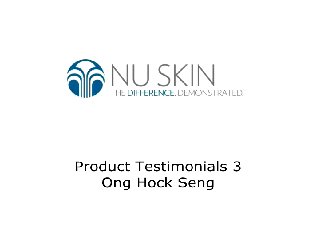 NU SKIN
THE DIFFERENCE. DEMONSTRATED.
Product Testimonials 3
Ong Hock Seng